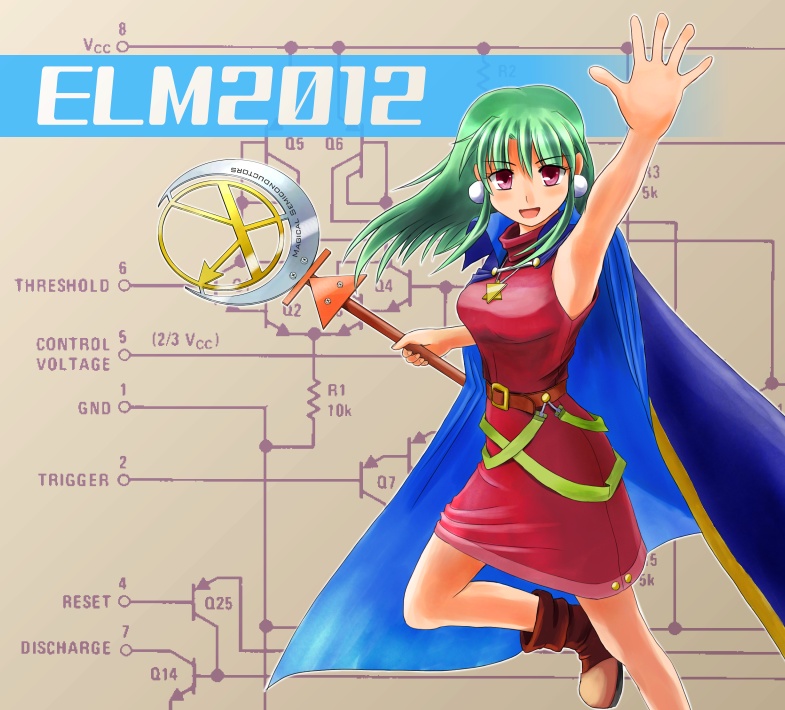 8
VCC
ELM2012
R2
Q5 Q6
R3
5k
MAGICAL SEMICONDUCTORS
6
THRESHOLD
Q4
Q2
5
CONTROL
VOLTAGE
(2/3 VCC)
1
GND
R1
10k
2
TRIGGER
Q7
5k
4
RESET
Q25
7
DISCHARGE
Q14